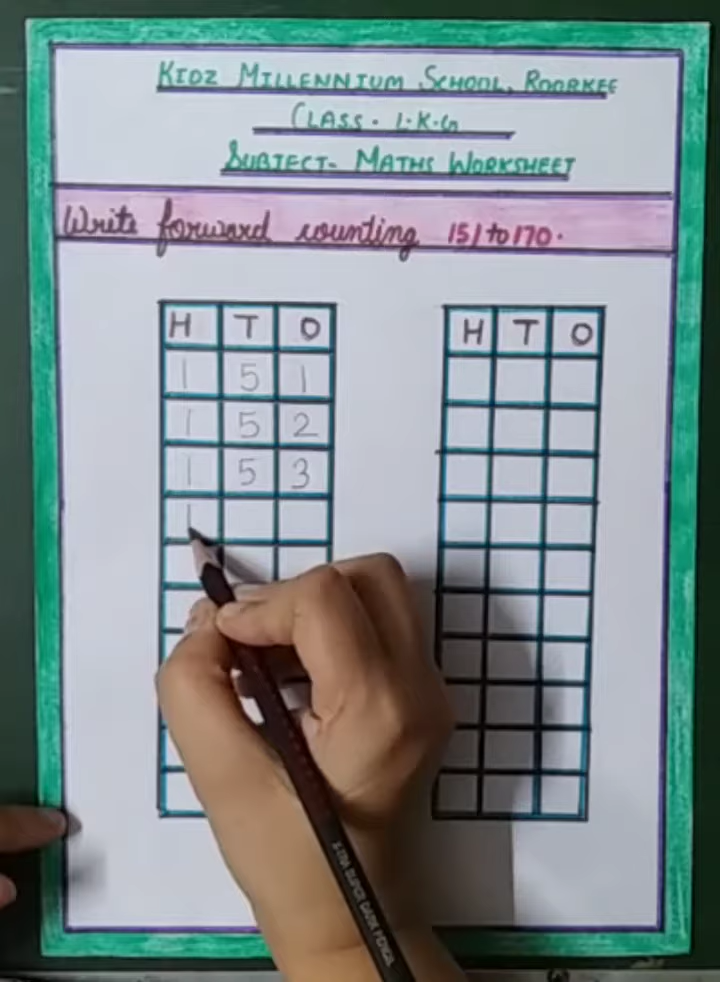 KIDZ MILLENNIUM SCHOOL, ROORKEE
CLASS- L.K.G
SUBJECT- MATHS WORKSHEET
Write forward counting 151 to 170.
H T O
1 5 1
1 5 2
1 5 3
1
H T O